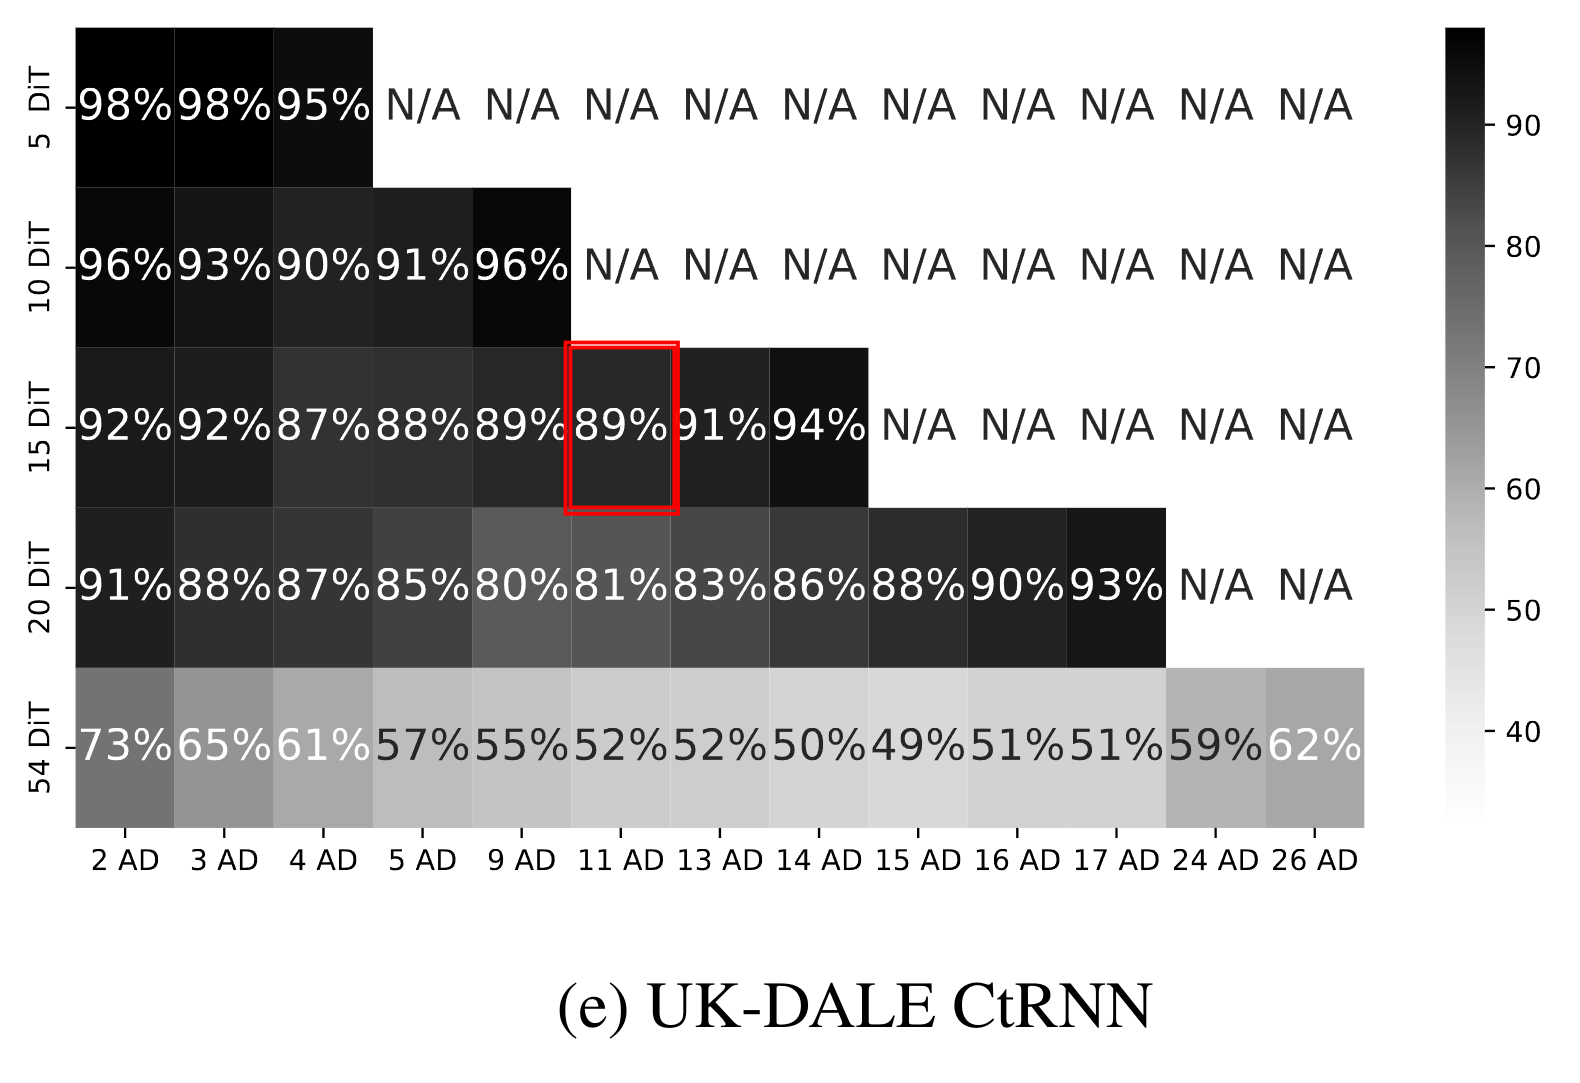 5 DiT 98% 98% 95% N/A N/A N/A N/A N/A N/A N/A N/A N/A N/A
10 DiT 96% 93% 90% 91% 96% N/A N/A N/A N/A N/A N/A N/A N/A
15 DiT 92% 92% 87% 88% 89% 89% 91% 94% N/A N/A N/A N/A N/A
20 DiT 91% 88% 87% 85% 80% 81% 83% 86% 88% 90% 93% N/A N/A
54 DiT 73% 65% 61% 57% 55% 52% 52% 50% 49% 51% 51% 59% 62%
2 AD 3 AD 4 AD 5 AD 9 AD 11 AD 13 AD 14 AD 15 AD 16 AD 17 AD 24 AD 26 AD
90
80
70
60
50
40
(e) UK-DALE CtRNN